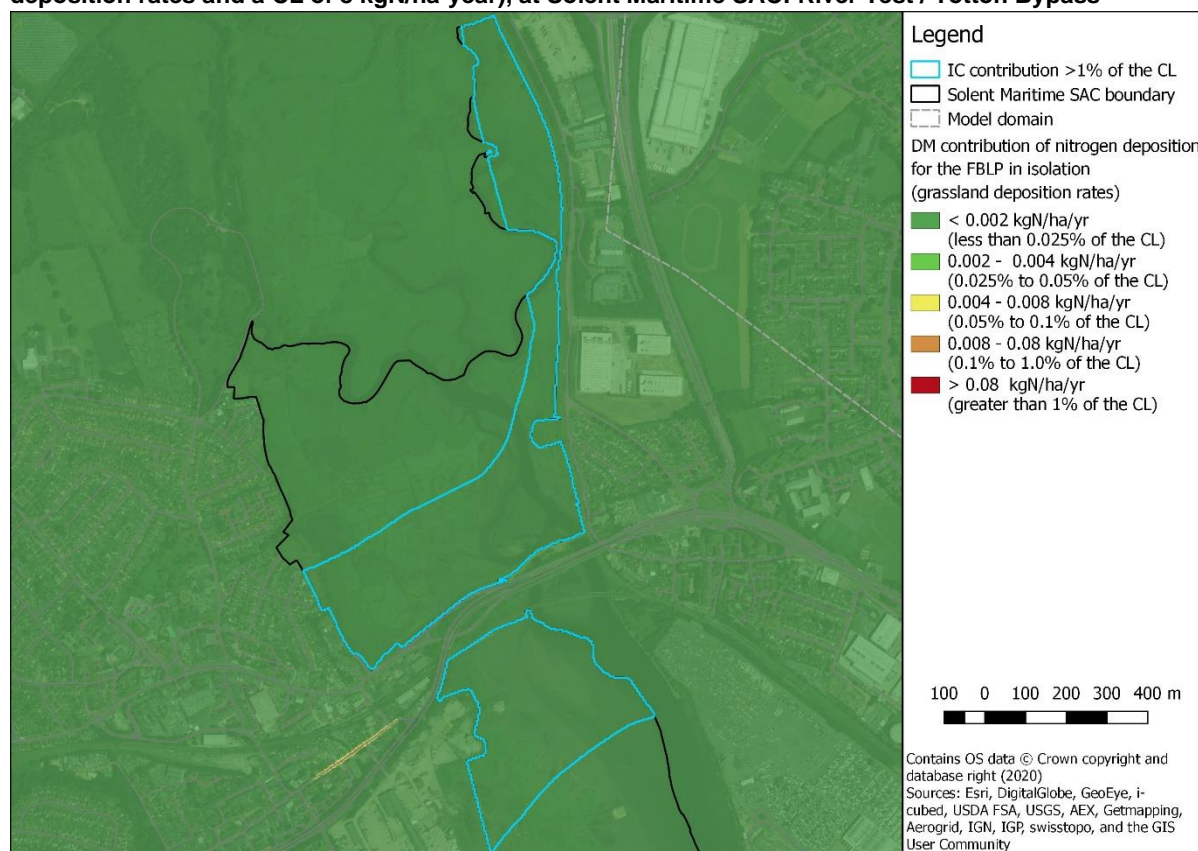 deposition rates and a CL of 8 kgN/ha-year), at Solent Maritime SAC: River Test / Totton Bypass
Legend
IC contribution >1% of the CL
Solent Maritime SAC boundary
Model domain
DM contribution of nitrogen deposition
for the FBLP in isolation
(grassland deposition rates)
< 0.002 kgN/ha/yr
(less than 0.025% of the CL)
0.002 - 0.004 kgN/ha/yr
(0.025% to 0.05% of the CL)
0.004 - 0.008 kgN/ha/yr
(0.05% to 0.1% of the CL)
0.008 - 0.08 kgN/ha/yr
(0.1% to 1.0% of the CL)
> 0.08 kgN/ha/yr
(greater than 1% of the CL)
100 0 100 200 300 400 m
Contains OS data © Crown copyright and
database right (2020)
Sources: Esri, DigitalGlobe, GeoEye, i-
cubed, USDA FSA, USGS, AEX, Getmapping,
Aerogrid, IGN, IGP, swisstopo, and the GIS
User Community